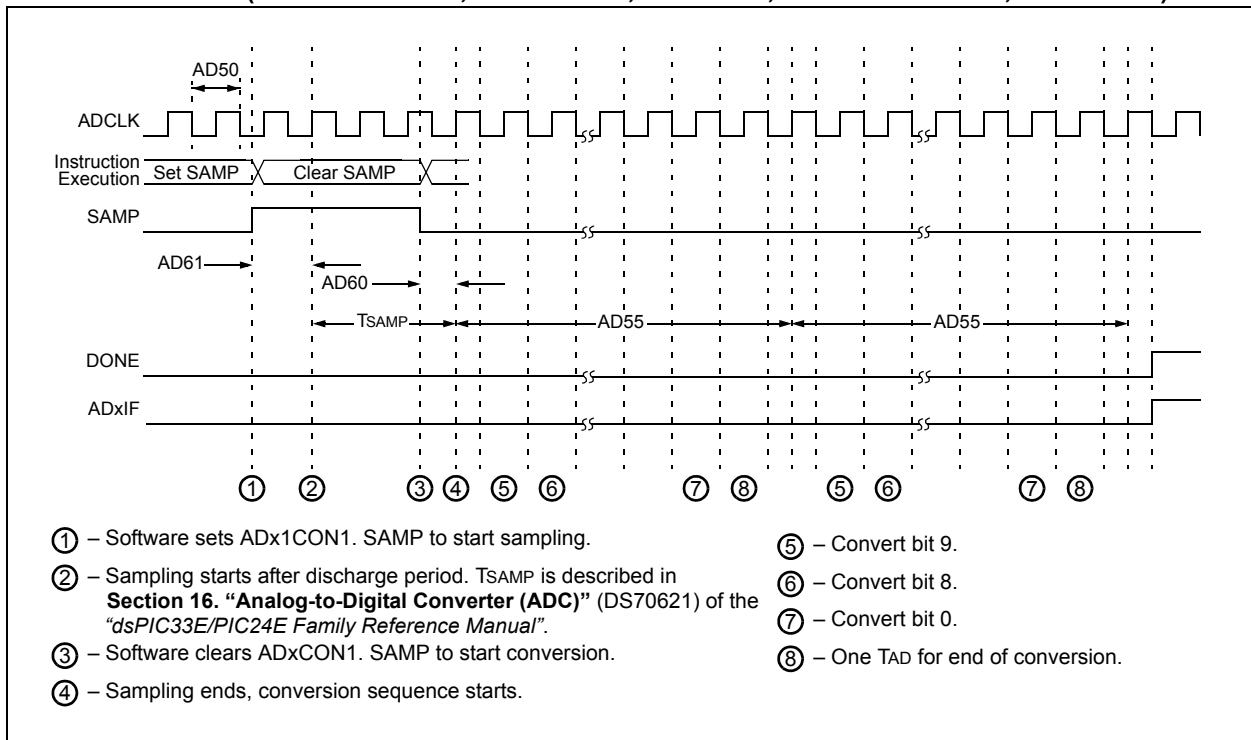 AD50
ADCLK
Instruction
Execution
Set SAMP
Clear SAMP
SAMP
AD61
AD60
TSAMP
AD55
AD55
DONE
ADxIF
1 2 3 4 5 6 7 8 5 6 7 8
1 – Software sets ADx1CON1. SAMP to start sampling.
2 – Sampling starts after discharge period. TSAMP is described in
Section 16. “Analog-to-Digital Converter (ADC)” (DS70621) of the
“dsPIC33E/PIC24E Family Reference Manual”.
3 – Software clears ADxCON1. SAMP to start conversion.
4 – Sampling ends, conversion sequence starts.
5 – Convert bit 9.
6 – Convert bit 8.
7 – Convert bit 0.
8 – One TAD for end of conversion.